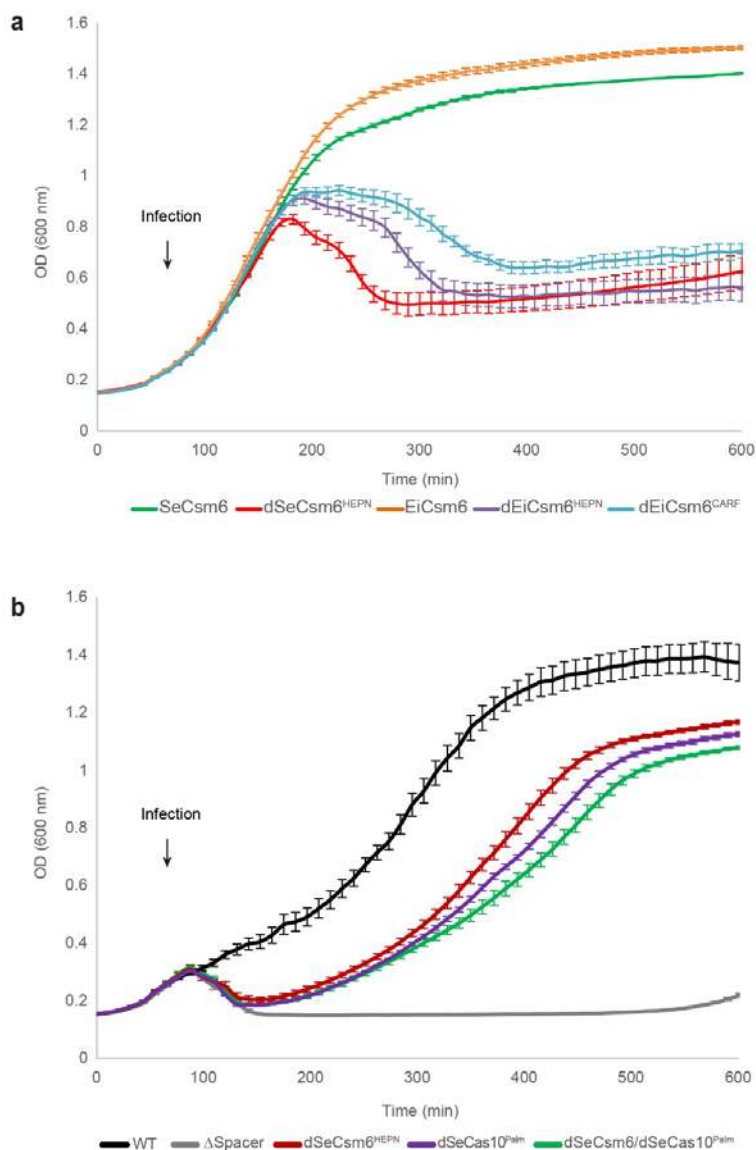 a
1.6
1.4
1.2
1
0.8
0.6
0.4
0.2
0
OD (600 nm)
Infection
0 100 200 300 400 500 600
Time (min)
SeCsm6 dSeCsm6HEPN EiCsm6 dEiCsm6HEPN dEiCsm6CARF
b
1.6
1.4
1.2
1
0.8
0.6
0.4
0.2
0
OD (600 nm)
Infection
0 100 200 300 400 500 600
Time (min)
WT ΔSpacer dSeCsm6HEPN dSeCas10Palm dSeCsm6/dSeCas10Palm